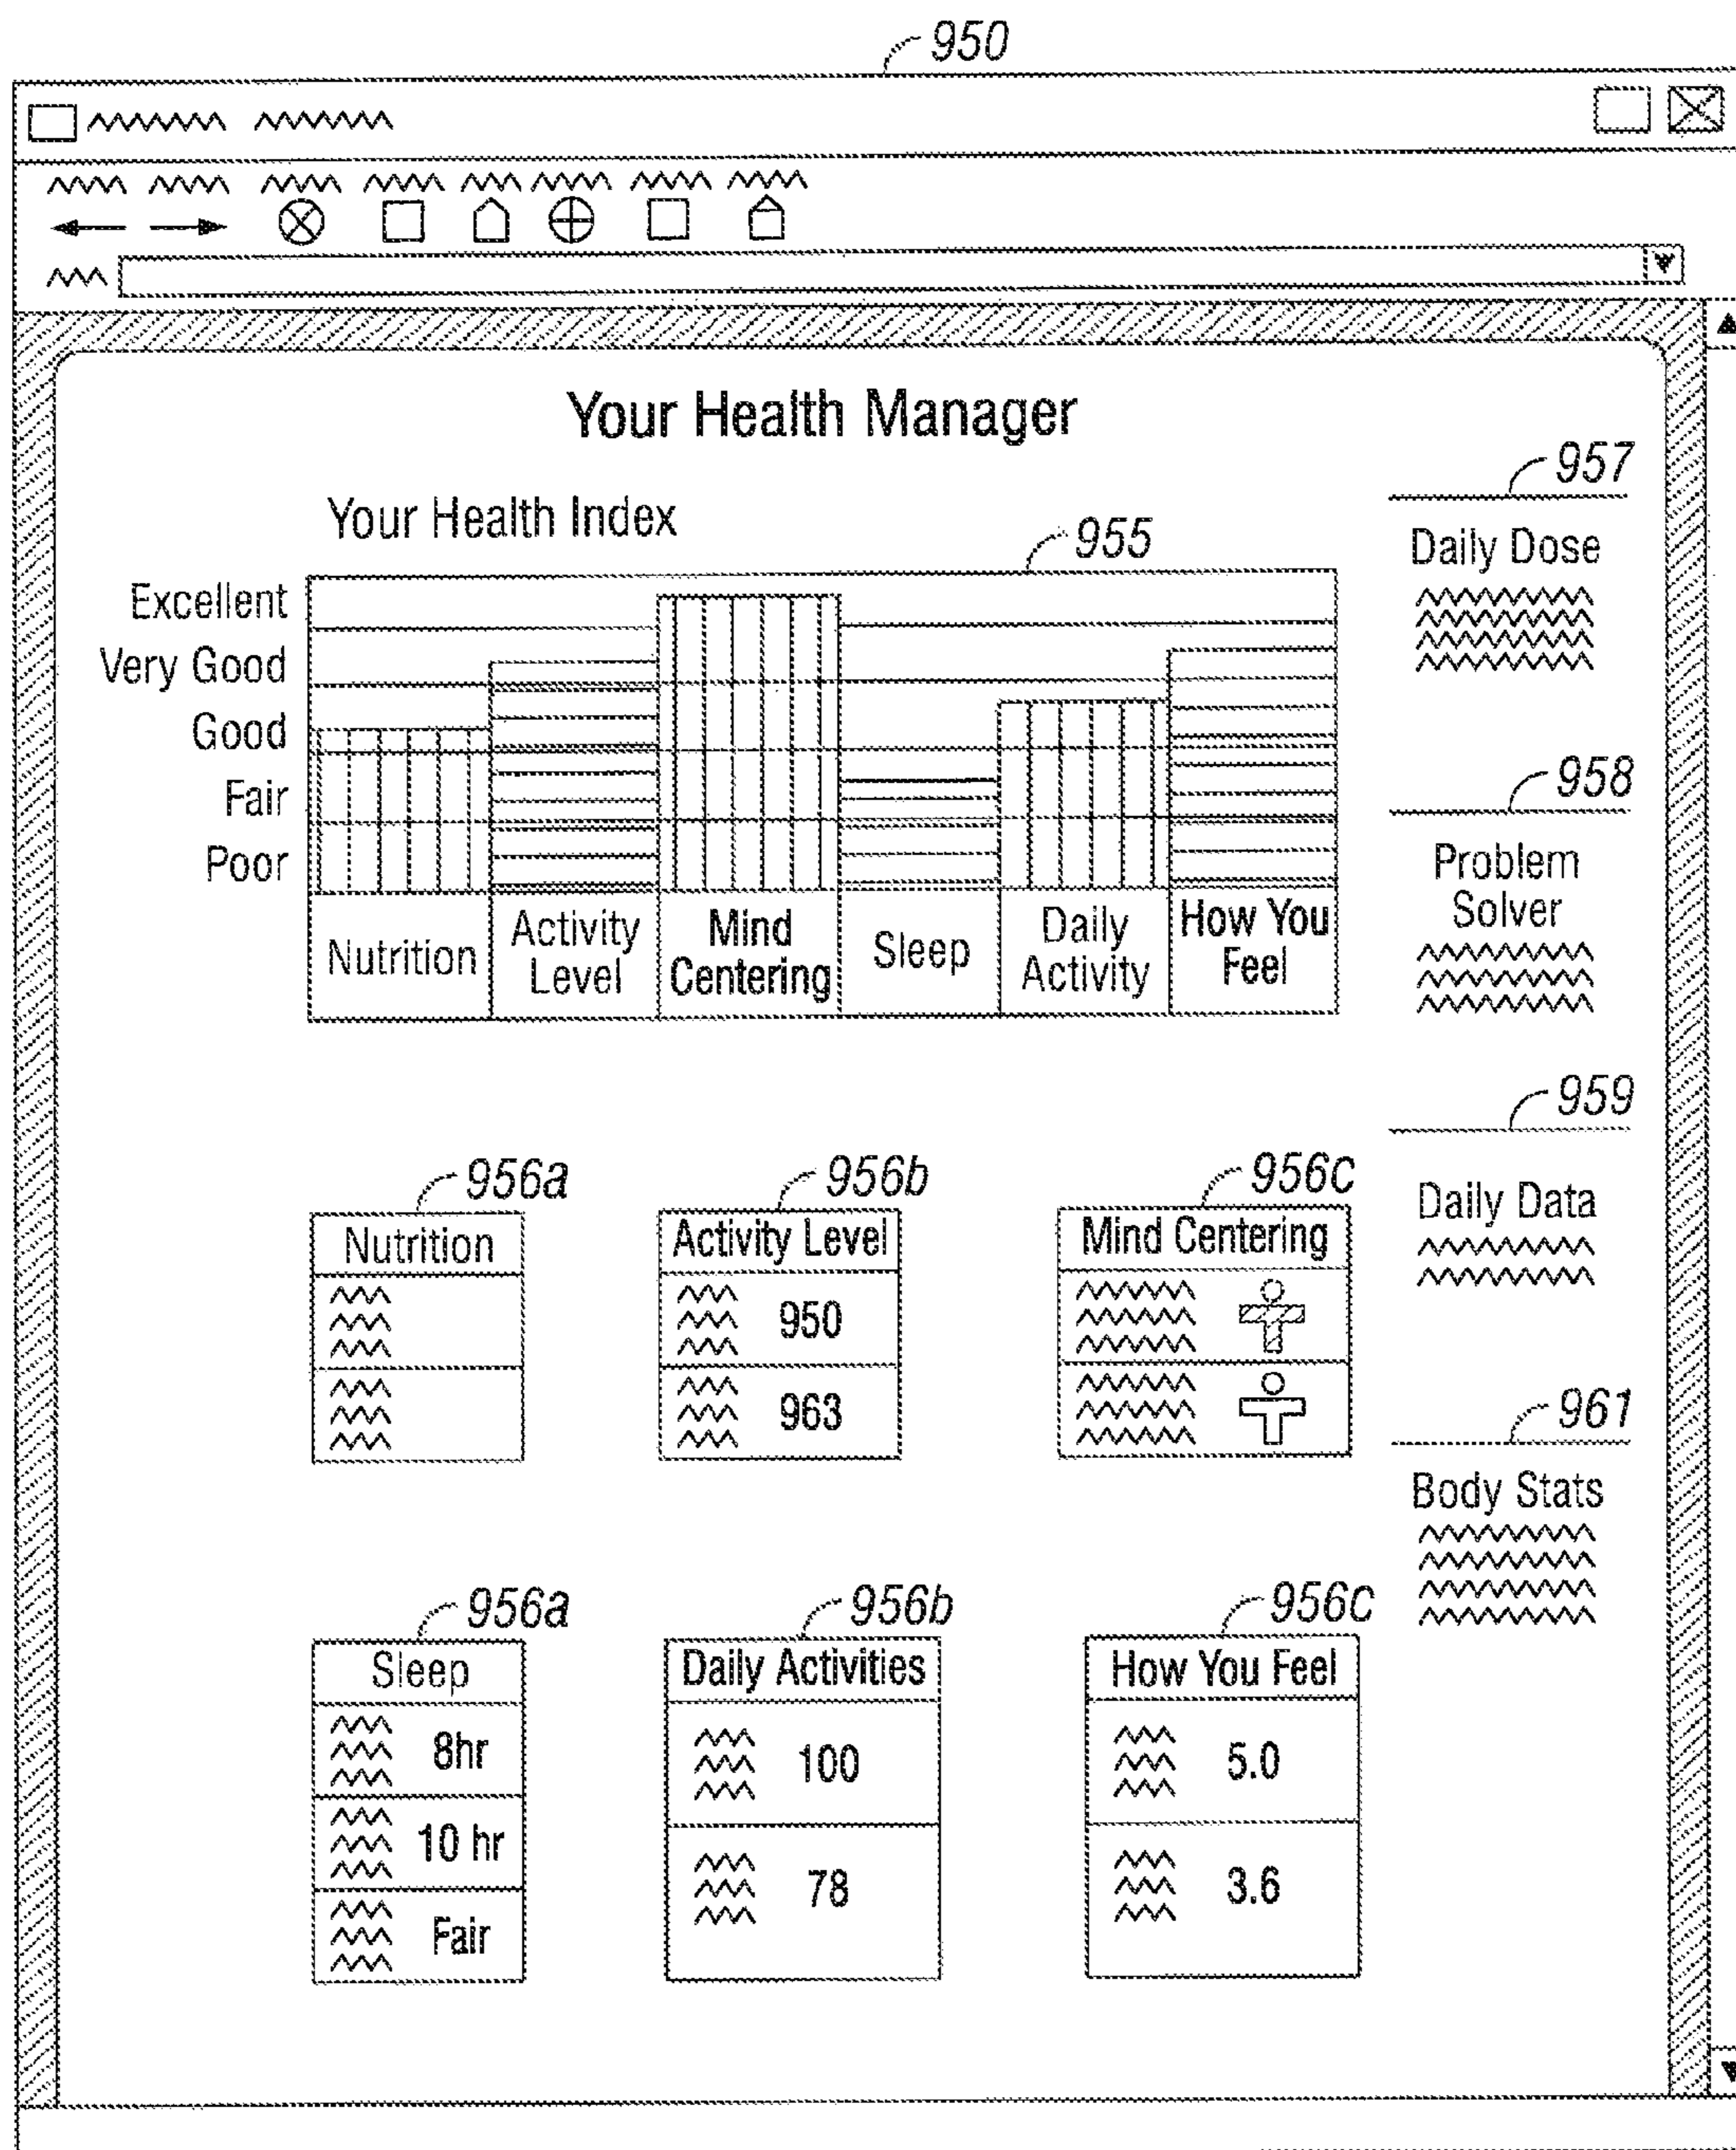 950
Your Health Manager
957
Your Health Index
955
Daily Dose
Excellent
Very Good
Good
Fair
Poor
958
Problem
Solver
Nutrition
Activity
Level
Mind
Centering
Sleep
Daily
Activity
How You
Feel
959
Daily Data
956a
956b
956c
Nutrition
Activity Level
950
963
Mind Centering
961
Body Stats
956a
956b
956c
Sleep
8hr
10 hr
Fair
Daily Activities
100
78
How You Feel
5.0
3.6